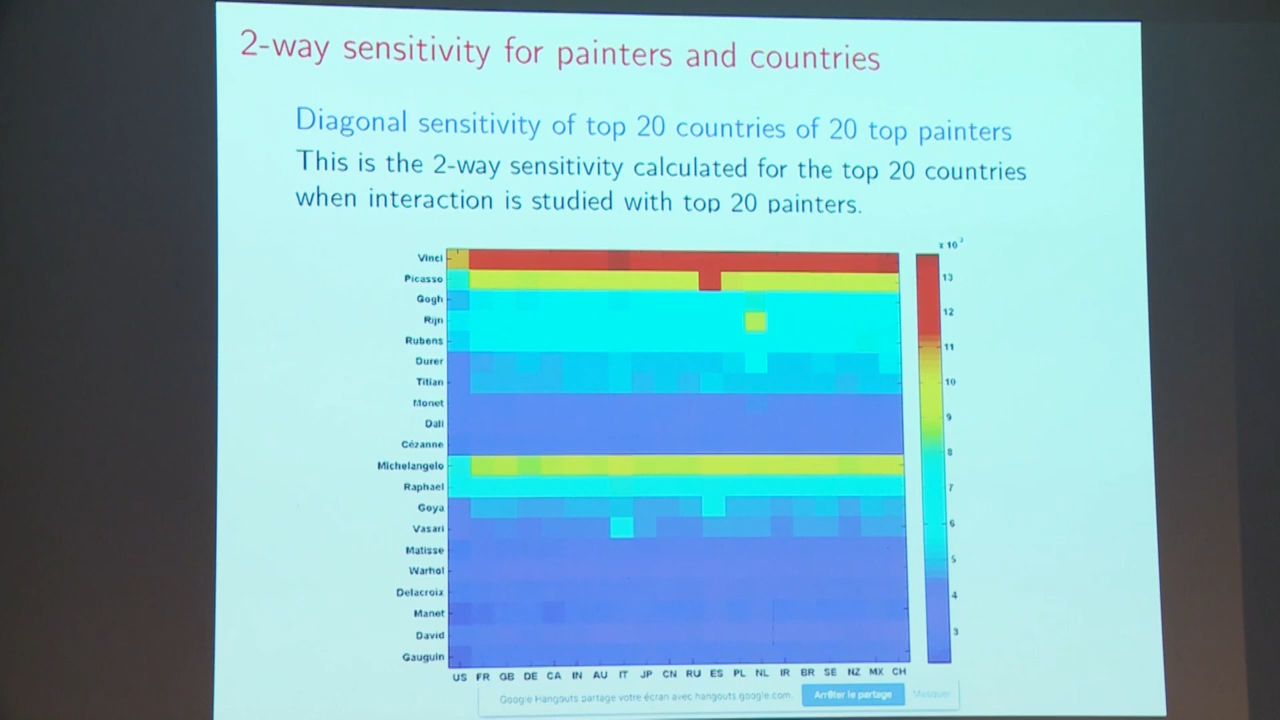 2-way sensitivity for painters and countries
Diagonal sensitivity of top 20 countries of 20 top painters
This is the 2-way sensitivity calculated for the top 20 countries
when interaction is studied with top 20 painters.
x 10
Vinci
Picasso
Gogh
Rijn
Rubens
Durer
Titian
Monet
Dali
Cézanne
Michelangelo
Raphael
Goya
Vasari
Matisse
Warhol
Delacroix
Manet
David
Gauguin
13
12
11
10
9
8
7
6
5
4
3
US FR GB DE CA IN AU IT JP CN RU ES PL NL IR BR SE NZ MX CH
Google Hangouts partage votre écran avec hangouts.google.com. Arrêter le partage Masquer